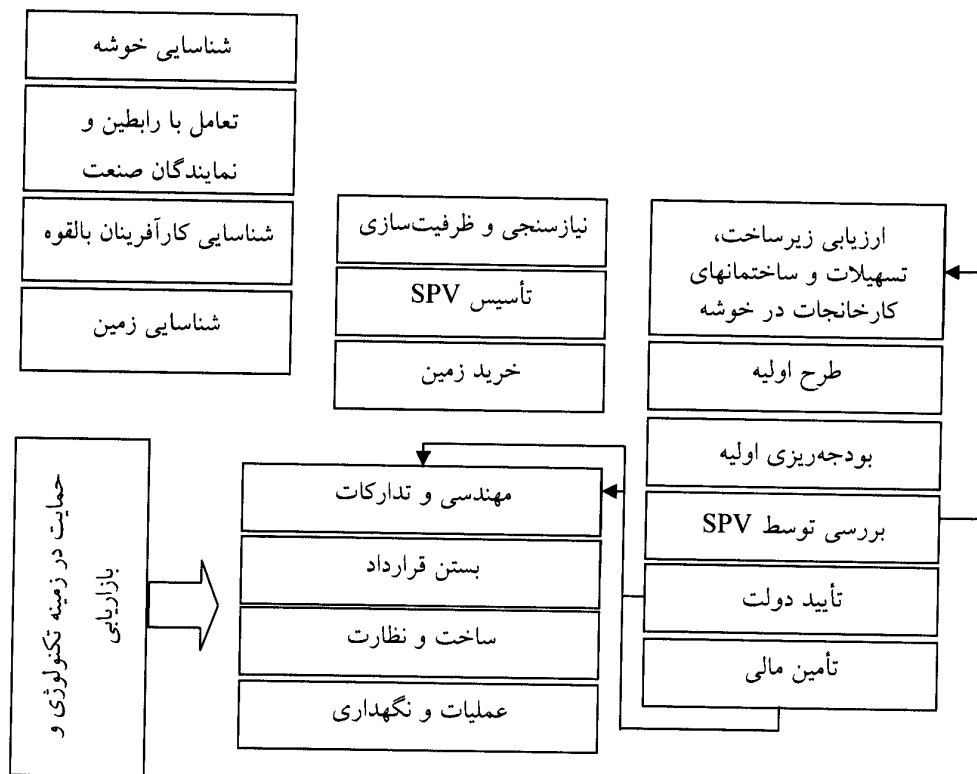 شناسایی خوشه
تعامل با رابطین و
نمایندگان صنعت
شناسایی کارآفرینان بالقوه
شناسایی زمین
نیازسنجی و ظرفیت‌سازی
تأسیس SPV
خرید زمین
ارزیابی زیرساخت،
تسهیلات و ساختمانهای
کارخانجات در خوشه
طرح اولیه
بودجه‌ریزی اولیه
بررسی توسط SPV
تأیید دولت
تأمین مالی
مهندسی و تدارکات
بستن قرارداد
ساخت و نظارت
عملیات و نگهداری
حمایت در زمینه تکنولوژی و
بازاریابی